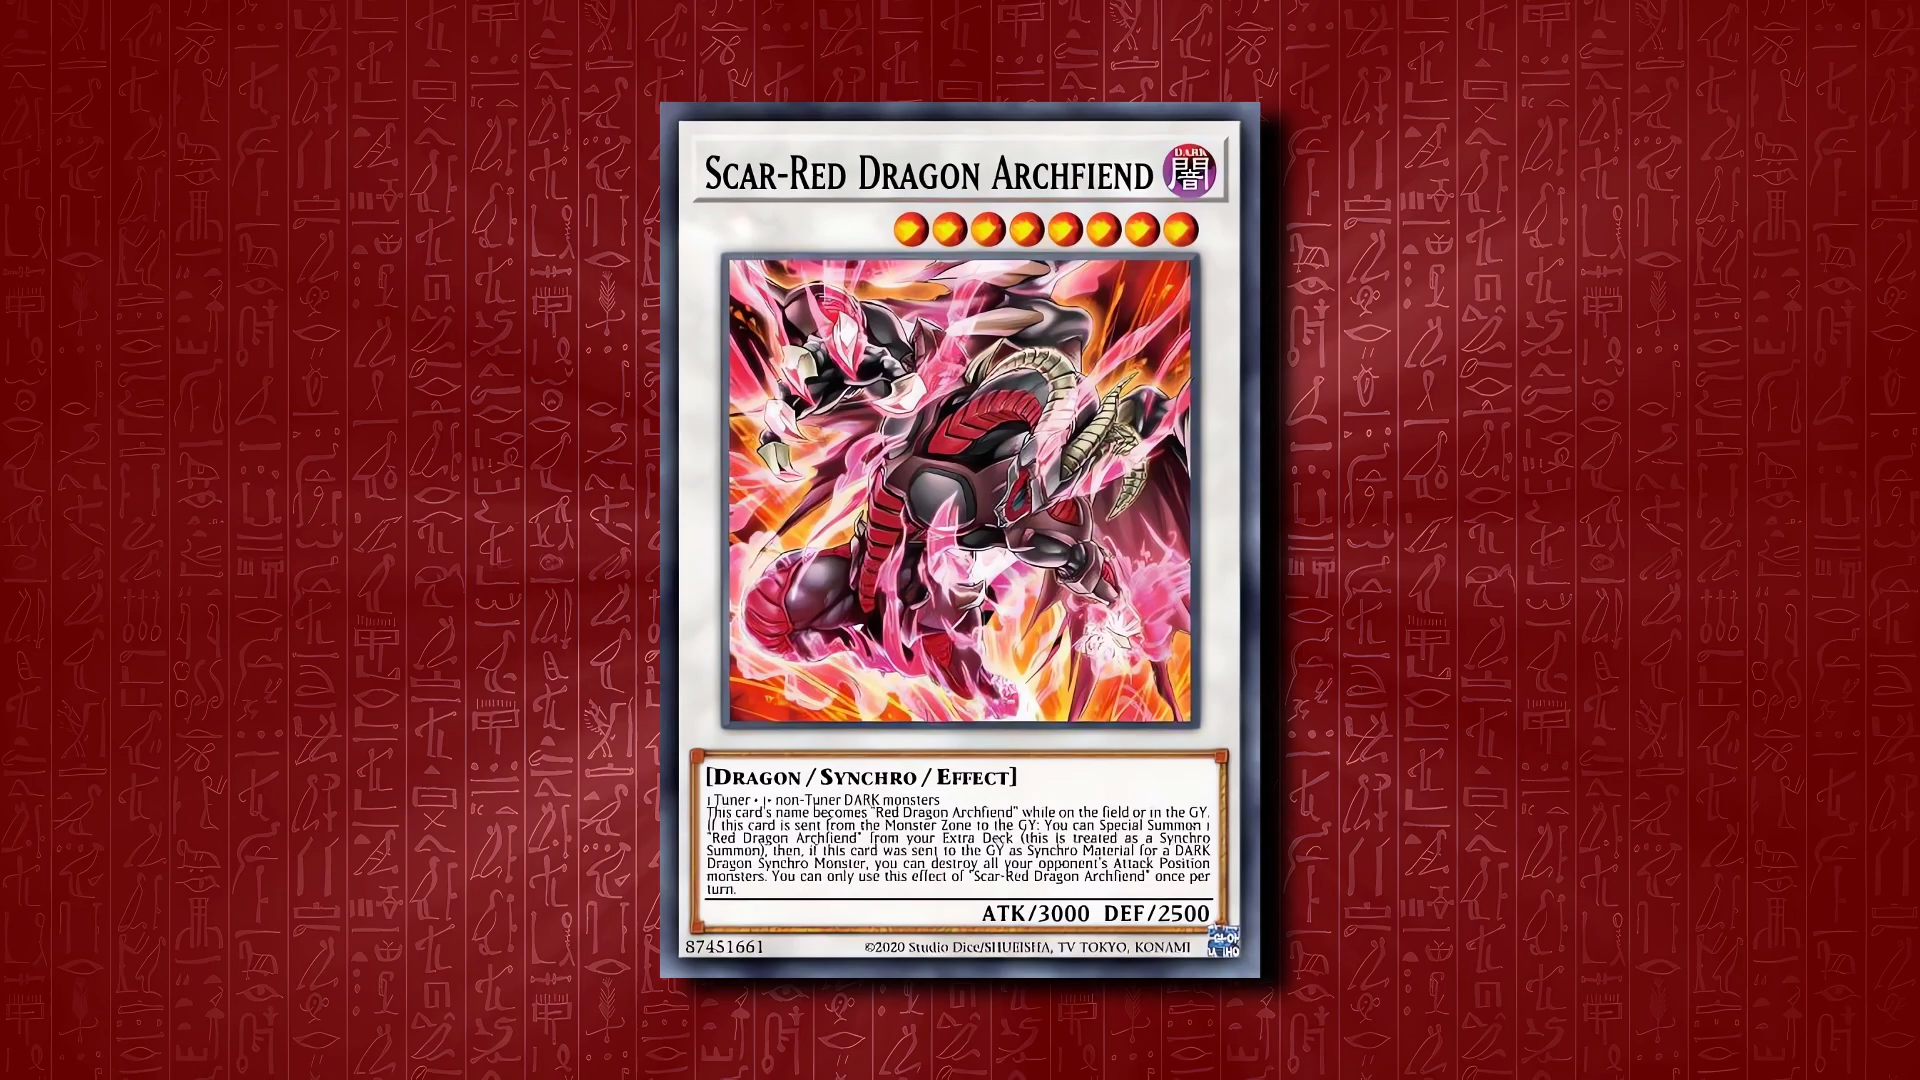 SCAR-RED DRAGON ARCHFIEND
DARK
闇
[DRAGON / SYNCHRO / EFFECT]
1 Tuner + 1+ non-Tuner DARK monsters
This card's name becomes "Red Dragon Archfiend" while on the field or in the GY.
If this card is sent from the Monster Zone to the GY: You can Special Summon 1
"Red Dragon Archfiend" from your Extra Deck (this is treated as a Synchro
Summon), then, if this card was sent to the GY as Synchro Material for a DARK
Dragon Synchro Monster, you can destroy all your opponent's Attack Position
monsters. You can only use this effect of "Scar-Red Dragon Archfiend" once per
turn.
ATK/3000 DEF/2500
87451661
©2020 Studio Dice/SHUEISHA, TV TOKYO, KONAMI